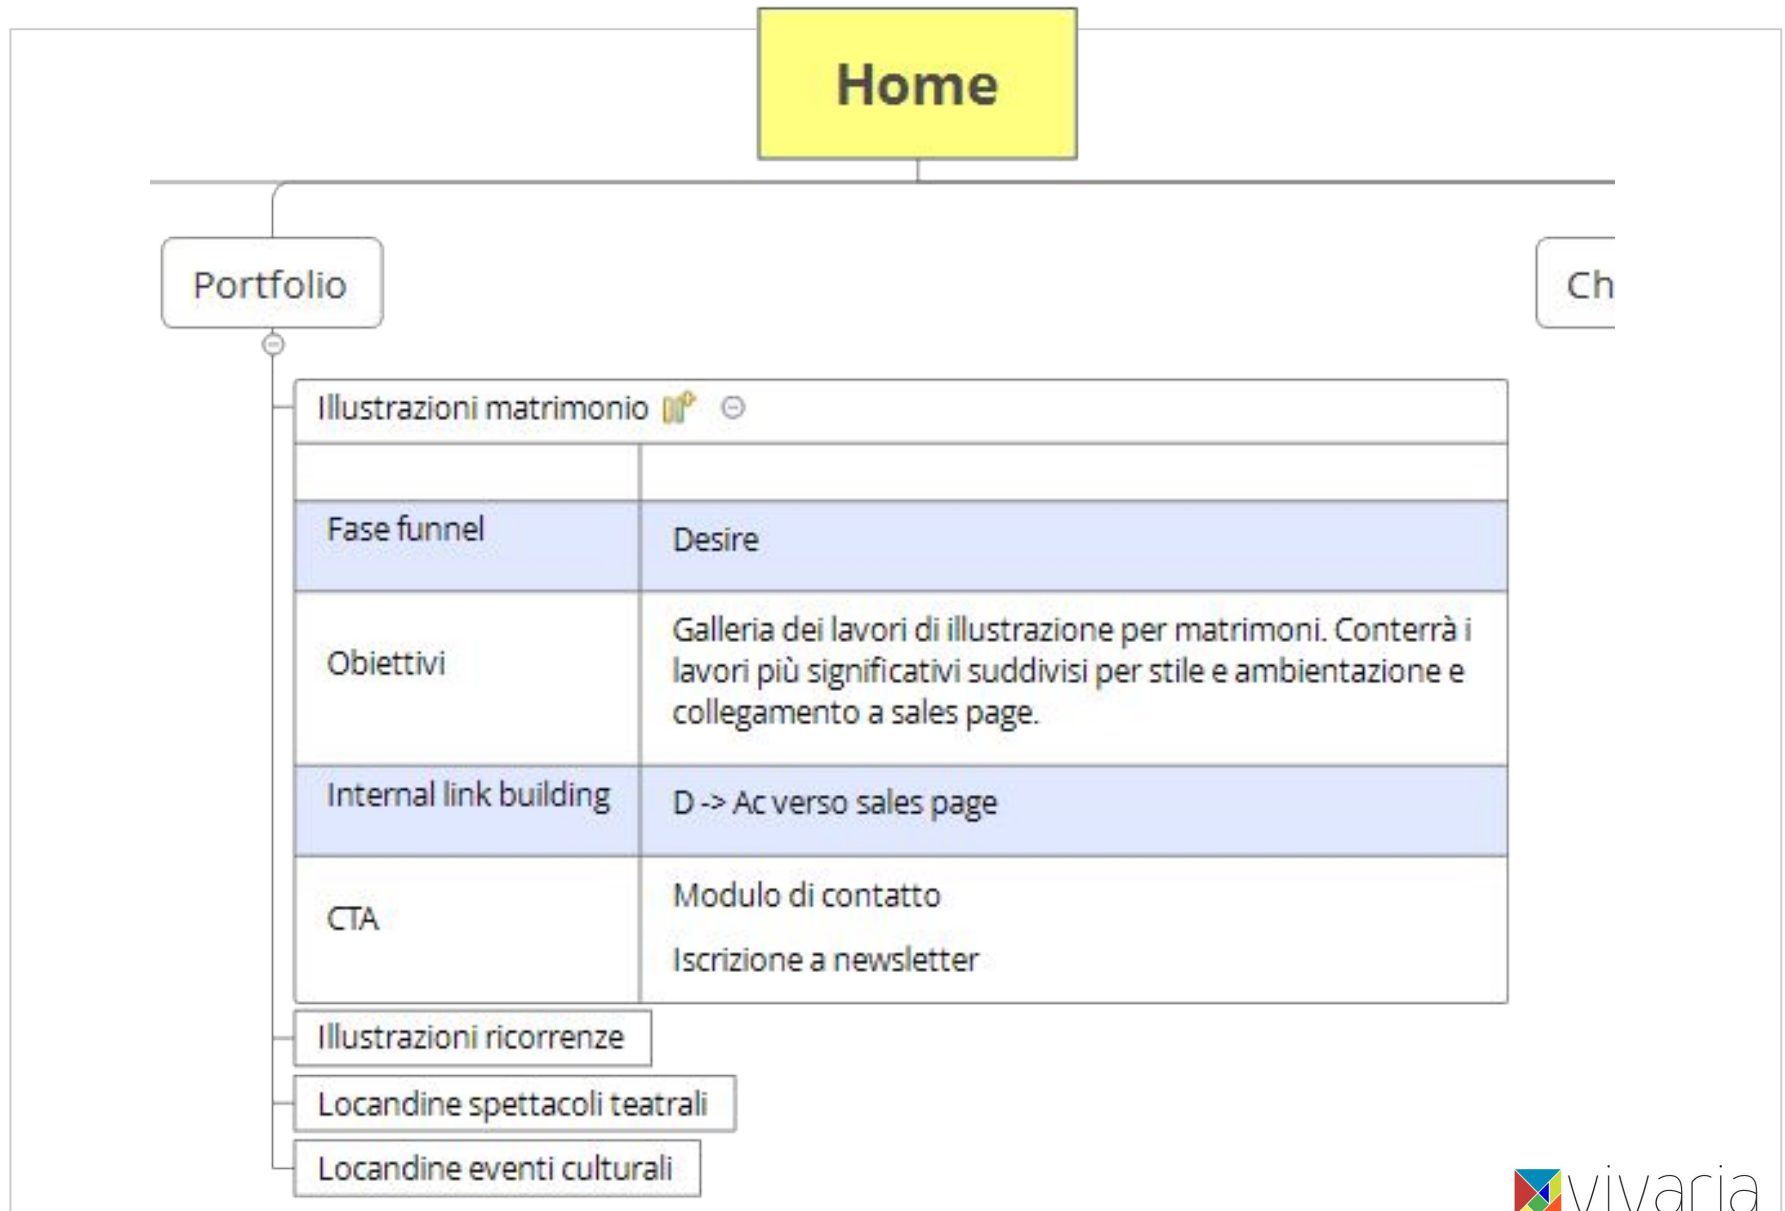 Home
Portfolio
Ch
Illustrazioni matrimonio
Fase funnel
Desire
Obiettivi
Galleria dei lavori di illustrazione per matrimoni. Conterrà i
lavori più significativi suddivisi per stile e ambientazione e
collegamento a sales page.
Internal link building
D -> Ac verso sales page
CTA
Modulo di contatto
Iscrizione a newsletter
Illustrazioni ricorrenze
Locandine spettacoli teatrali
Locandine eventi culturali
vivaria